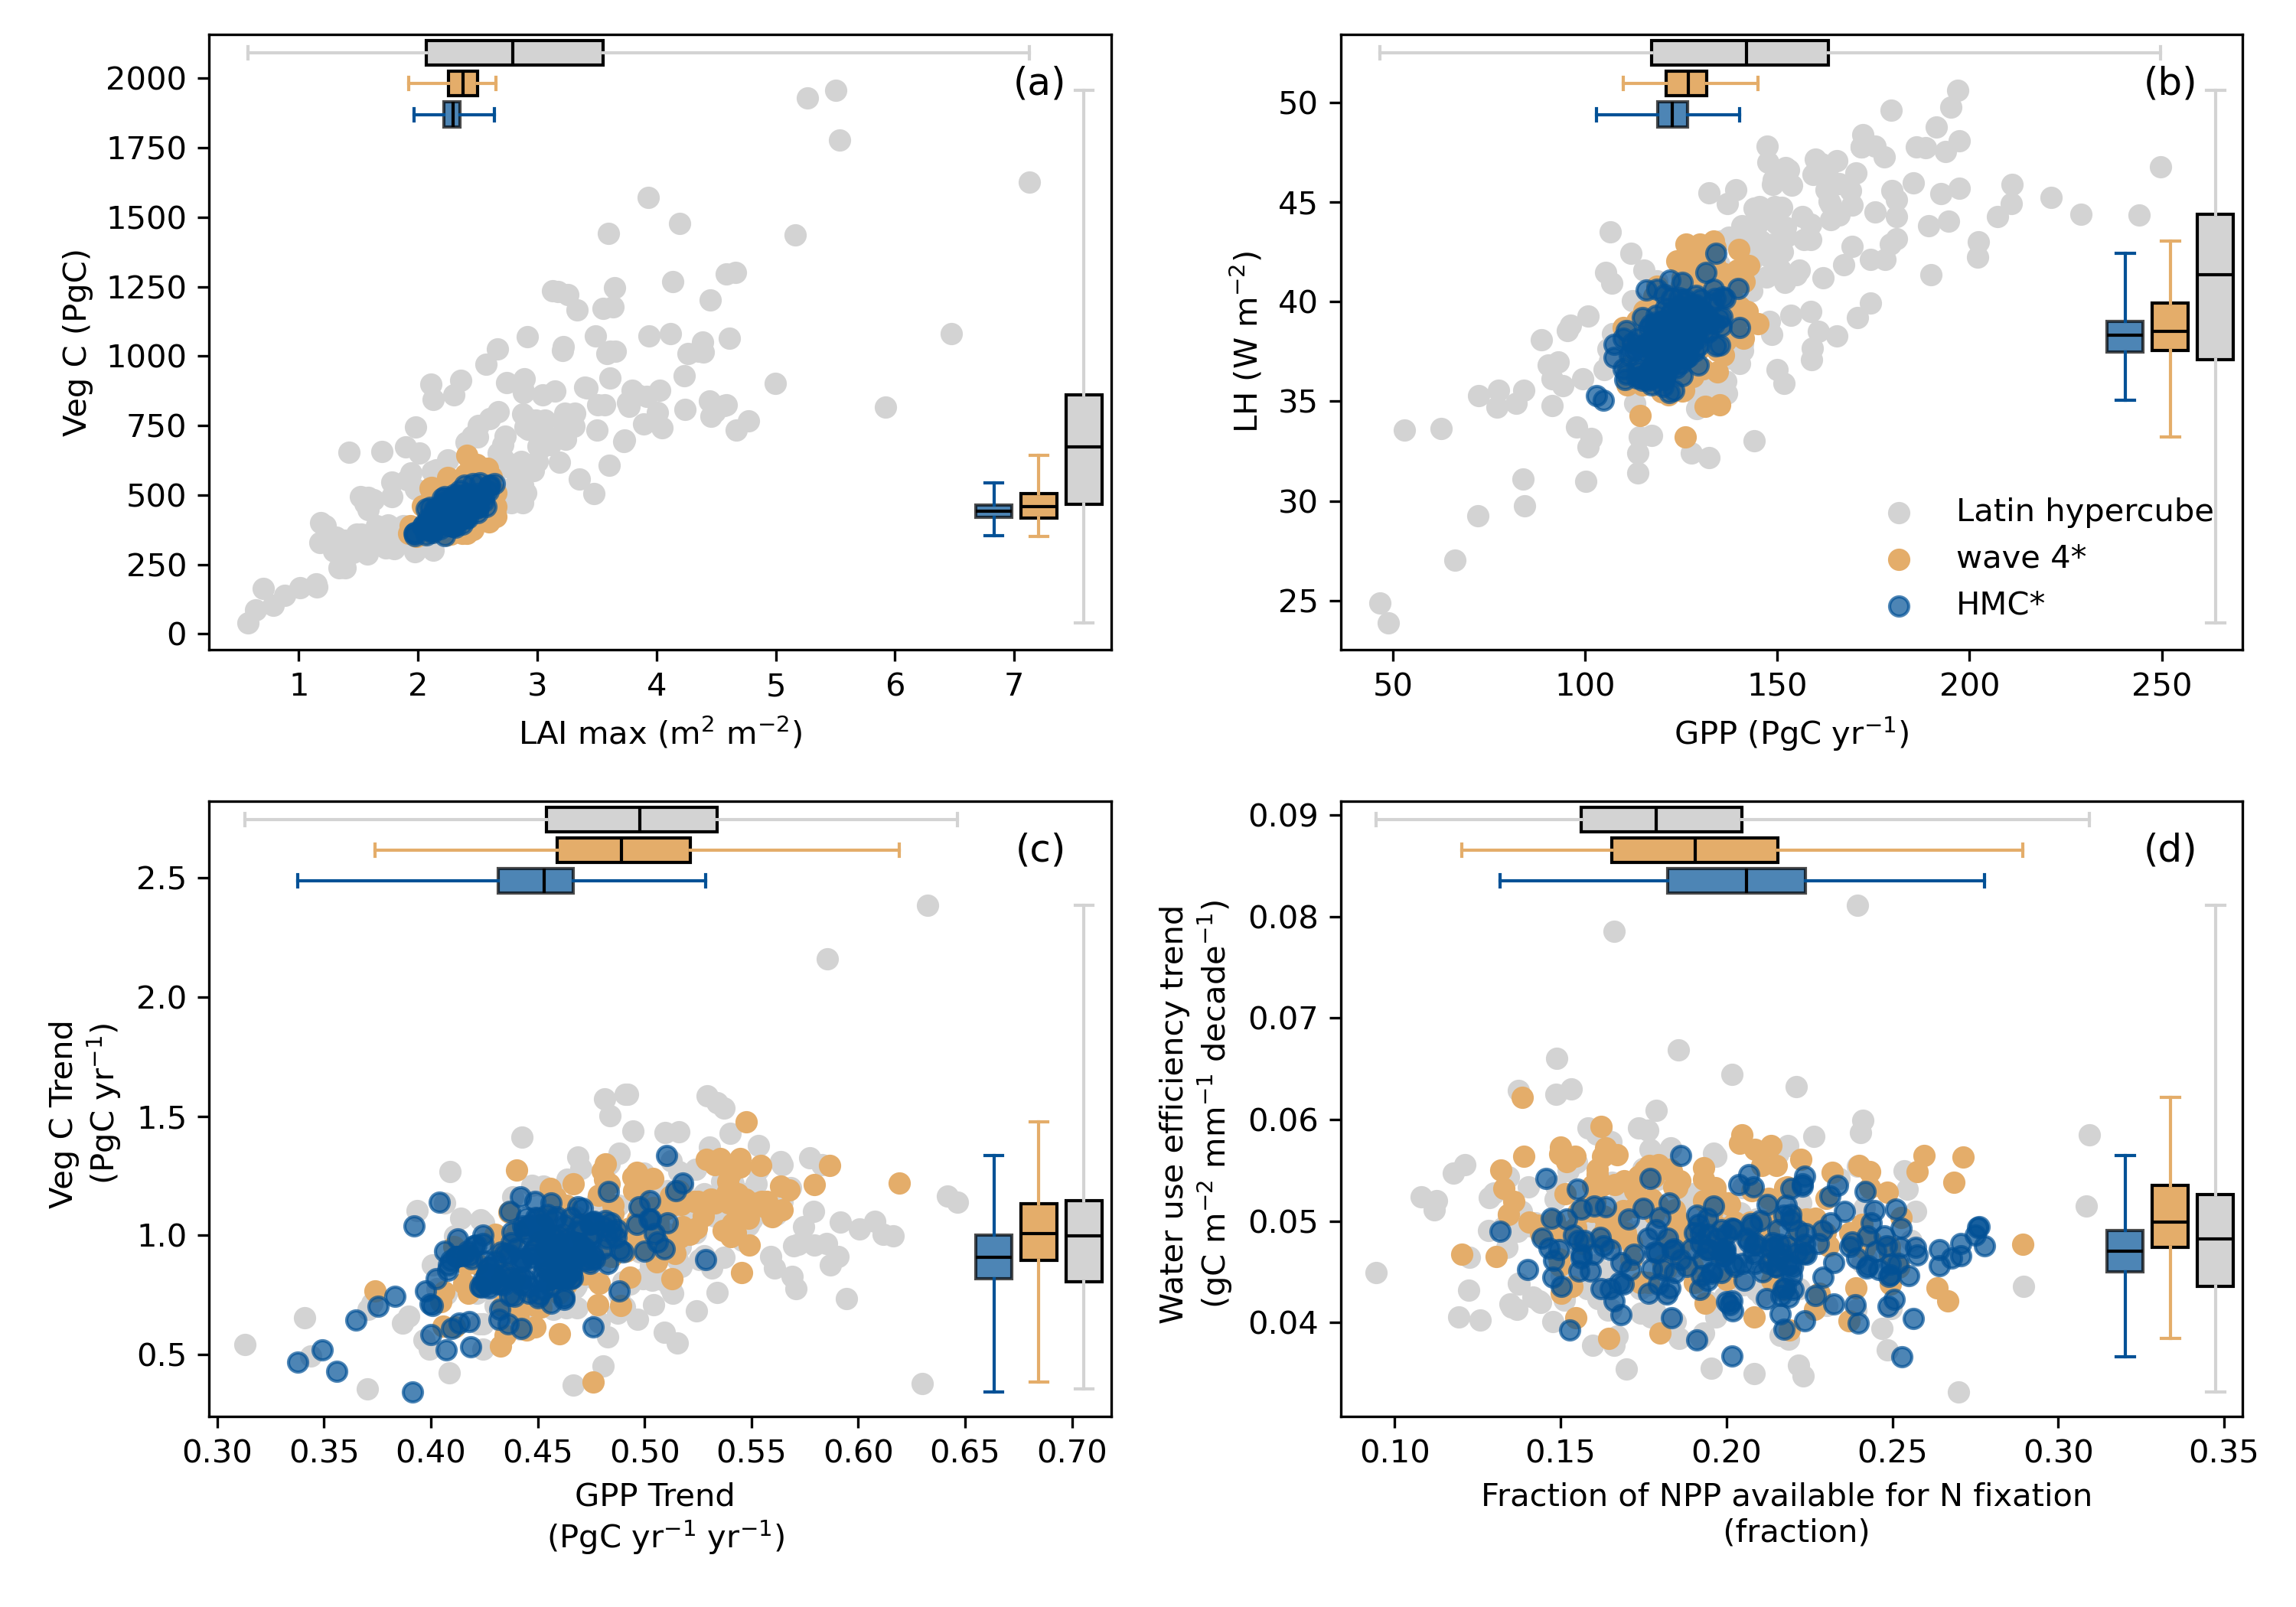 (a)
2000
1750
1500
1250
1000
750
500
250
0
Veg C (PgC)
1 2 3 4 5 6 7
LAI max (m² m⁻²)
(b)
50
45
40
35
30
25
LH (W m⁻²)
Latin hypercube
wave 4*
HMC*
50 100 150 200 250
GPP (PgC yr⁻¹)
(c)
2.5
2.0
1.5
1.0
0.5
Veg C Trend
(PgC yr⁻¹)
0.30 0.35 0.40 0.45 0.50 0.55 0.60 0.65 0.70
GPP Trend
(PgC yr⁻¹ yr⁻¹)
(d)
0.09
0.08
0.07
0.06
0.05
0.04
Water use efficiency trend
(gC m⁻² mm⁻¹ decade⁻¹)
0.10 0.15 0.20 0.25 0.30 0.35
Fraction of NPP available for N fixation
(fraction)